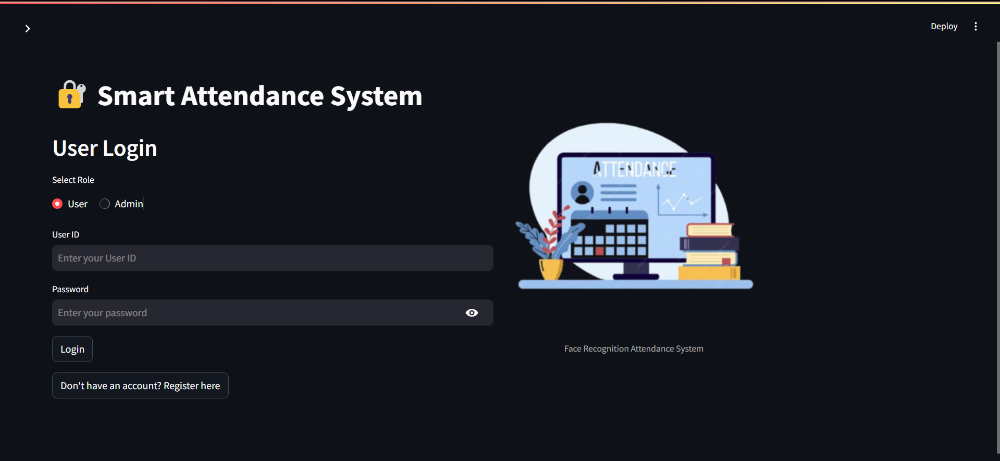 Deploy
Smart Attendance System
User Login
Select Role
User Admin
User ID
Enter your User ID
Password
Enter your password
Login
Don't have an account? Register here
ATTENDANCE
Face Recognition Attendance System